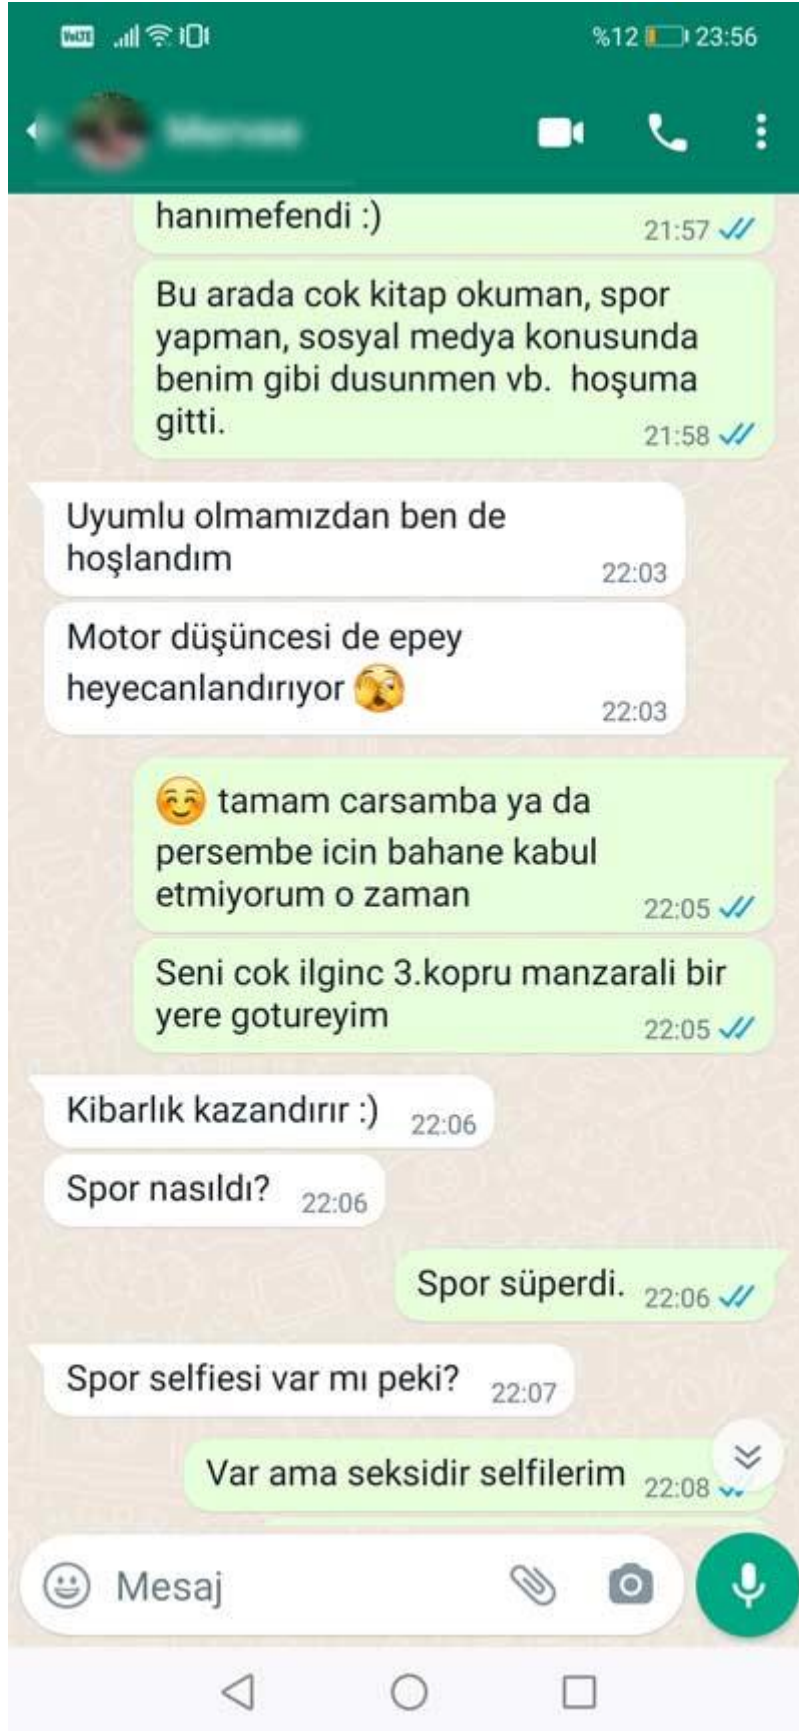 VoLTE %12 23:56
hanımefendi :)
21:57
Bu arada cok kitap okuman, spor
yapman, sosyal medya konusunda
benim gibi dusunmen vb. hoşuma
gitti.
21:58
Uyumlu olmamızdan ben de
hoşlandım
22:03
Motor düşüncesi de epey
heyecanlandırıyor
22:03
tamam carsamba ya da
persembe icin bahane kabul
etmiyorum o zaman
22:05
Seni cok ilginc 3.kopru manzarali bir
yere gotureyim
22:05
Kibarlık kazandırır :) 22:06
Spor nasıldı? 22:06
Spor süperdi. 22:06
Spor selfiesi var mı peki? 22:07
Var ama seksidir selfilerim 22:08
Mesaj